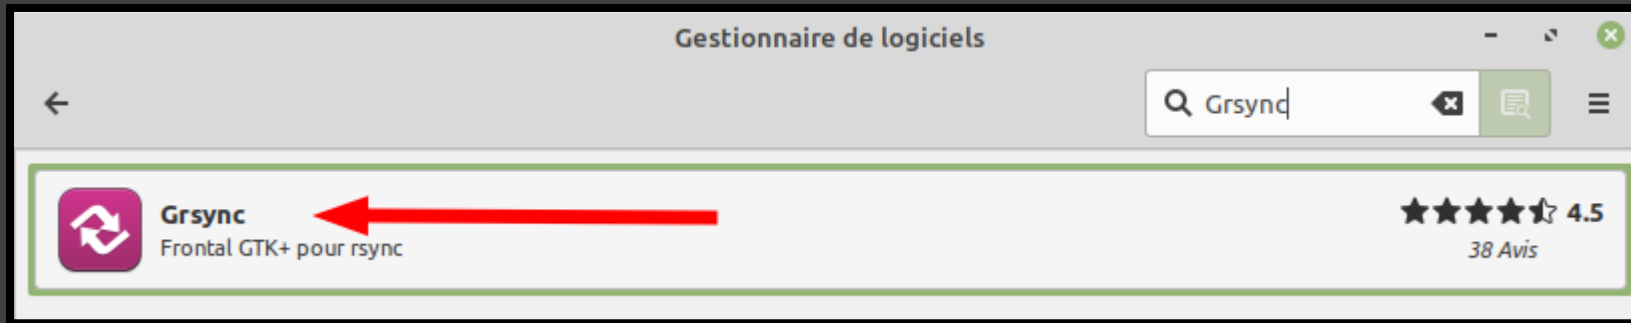 Gestionnaire de logiciels
Grsync
Grsync
Frontal GTK+ pour rsync
4.5
38 Avis